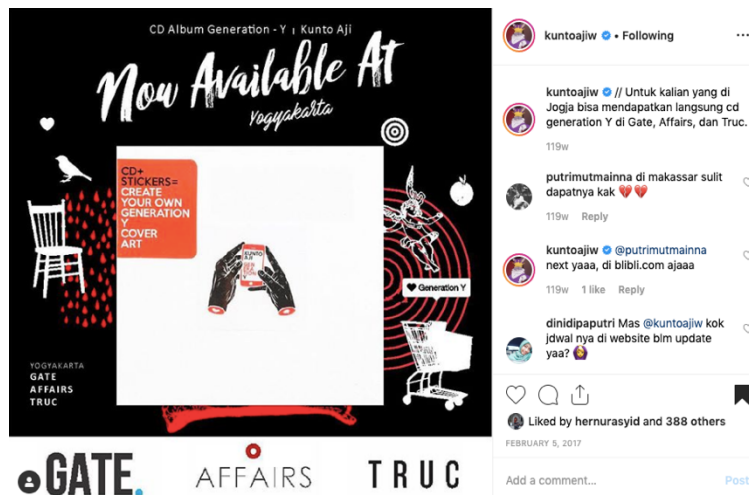 CD Album Generation - Y | Kunto Aji
Now Available At
Yogyakarta
CD+
STICKERS=
CREATE
YOUR OWN
GENERATION
Y
COVER
ART
KUNTO
AJI
Generation Y
YOGYAKARTA
GATE
AFFAIRS
TRUC
GATE.
AFFAIRS
TRUC
kuntoajiw • Following
kuntoajiw // Untuk kalian yang di
Jogja bisa mendapatkan langsung cd
generation Y di Gate, Affairs, dan Truc.
119w
putrimutmainna di makassar sulit
dapatnya kak 💔 💔
119w Reply
kuntoajiw @putrimutmainna
next yaaa, di blibli.com ajaaa
119w 1 like Reply
dinidipaputri Mas @kuntoajiw kok
jdwal nya di website blm update
yaa?
Liked by hernurasyid and 388 others
FEBRUARY 5, 2017
Add a comment...
Post